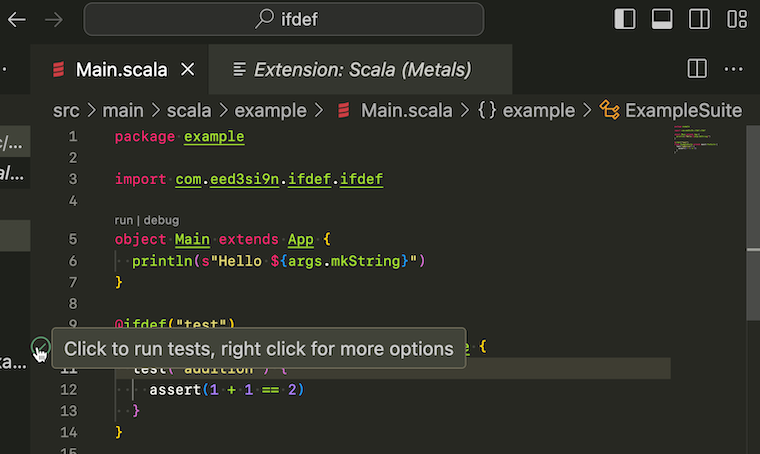 ifdef
Main.scala
Extension: Scala (Metals)
src > main > scala > example > Main.scala > {} example > ExampleSuite
c/...
al...
1 package example
2
3 import com.eed3si9n.ifdef.ifdef
4
run | debug
5 object Main extends App {
6 println(s"Hello ${args.mkString}")
7 }
8
9 @ifdef("test")
Click to run tests, right click for more options
e {
11 test("addition") {
12 assert(1 + 1 == 2)
13 }
14 }
15
xa...